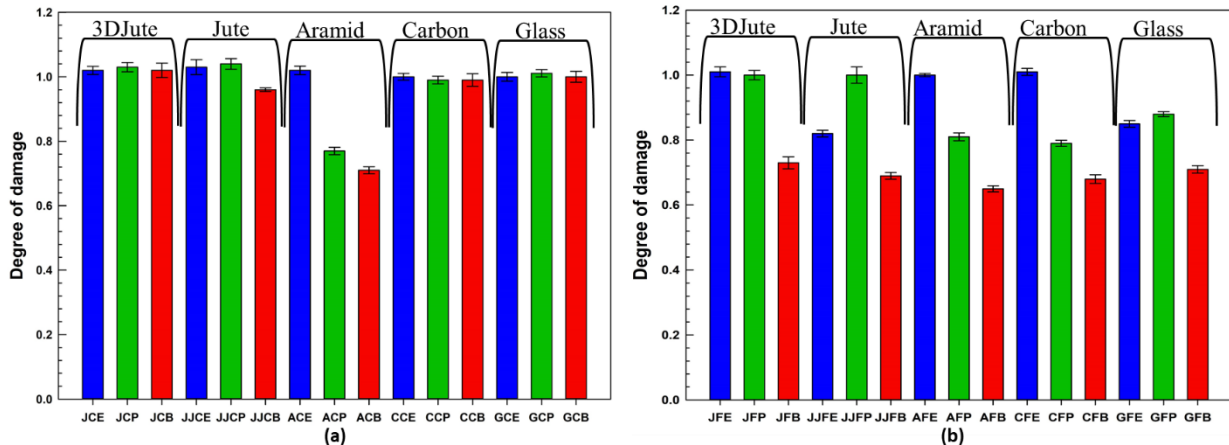 3DJute Jute Aramid Carbon Glass
1.2
1.0
0.8
0.6
0.4
0.2
0.0
Degree of damage
JCE JCP JCB JJCE JJCP JJCB ACE ACP ACB CCE CCP CCB GCE GCP GCB
(a)
3DJute Jute Aramid Carbon Glass
1.2
1.0
0.8
0.6
0.4
0.2
0.0
Degree of damage
JFE JFP JFB JJFE JJFP JJFB AFE AFP AFB CFE CFP CFB GFE GFP GFB
(b)